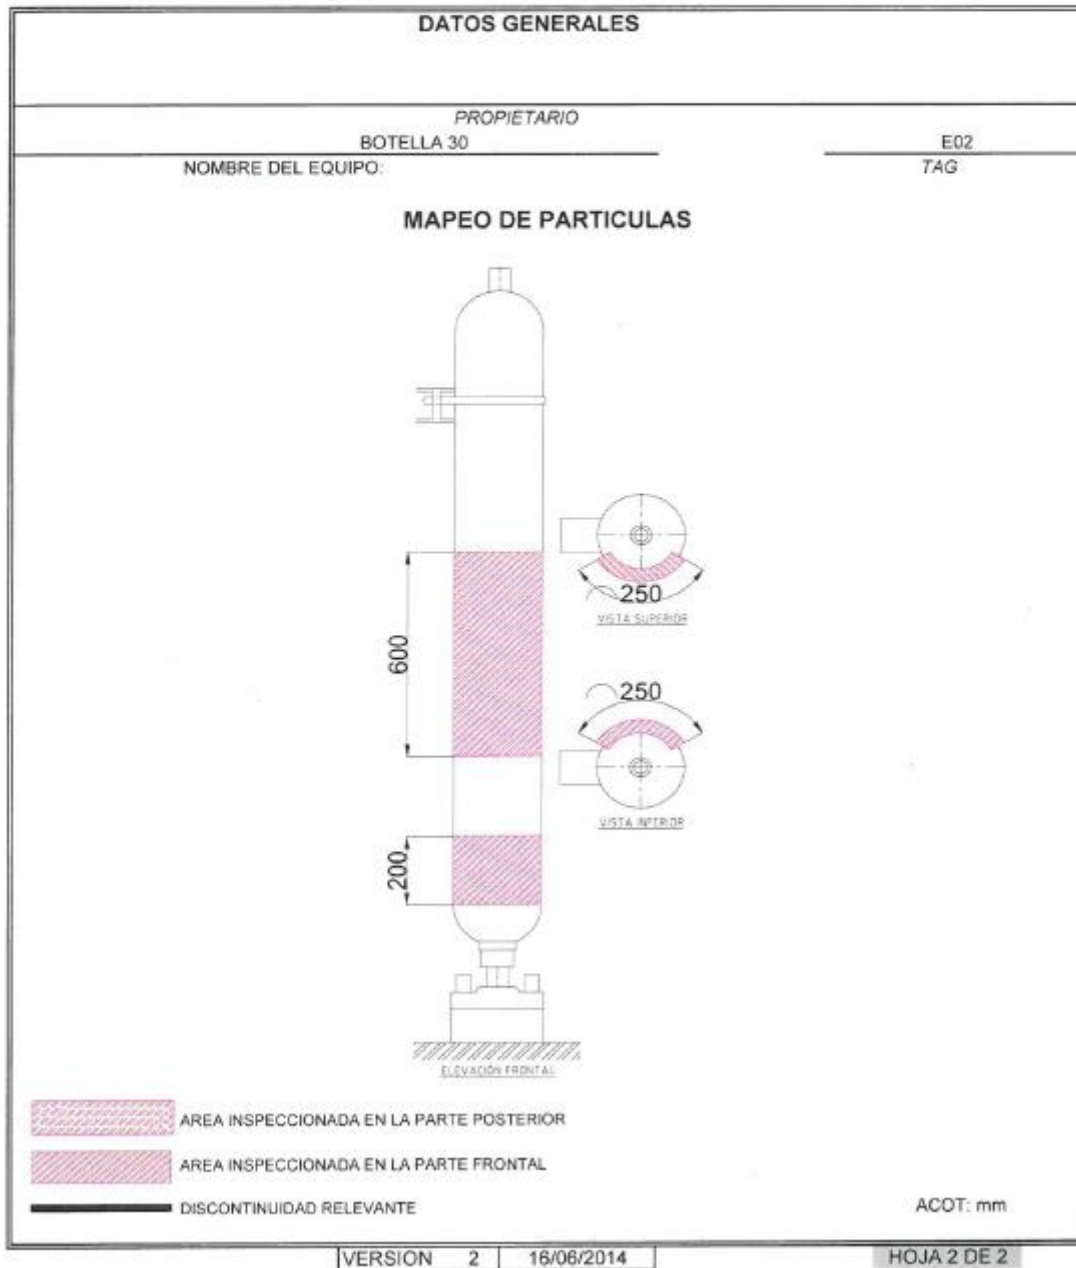 DATOS GENERALES
PROPIETARIO
BOTELLA 30 E02
NOMBRE DEL EQUIPO: TAG
MAPEO DE PARTICULAS
250
VISTA SUPERIOR
600
250
VISTA INFERIOR
200
ELEVACIÓN FRONTAL
AREA INSPECCIONADA EN LA PARTE POSTERIOR
AREA INSPECCIONADA EN LA PARTE FRONTAL
DISCONTINUIDAD RELEVANTE ACOT: mm
VERSION 2 16/06/2014 HOJA 2 DE 2